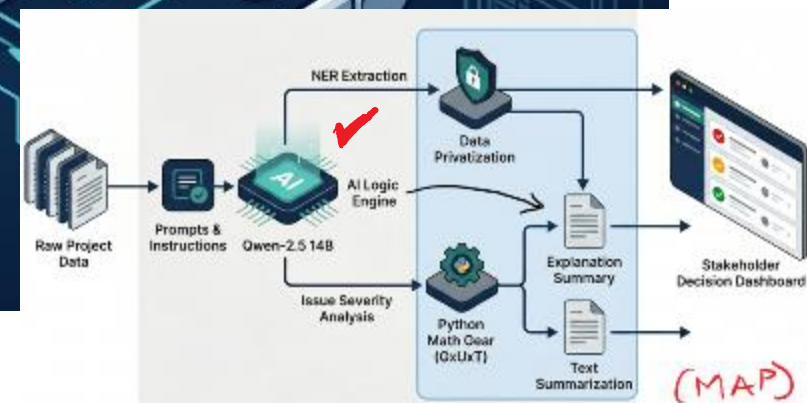 NER Extraction
Data
Privatization
AI
AI Logic
Engine
Raw Project
Data
Prompts &
Instructions
Qwen-2.5 14B
Explanation
Summary
Stakeholder
Decision Dashboard
Issue Severity
Analysis
Python
Math Gear
(GxUxT)
Text
Summarization
(MAP)